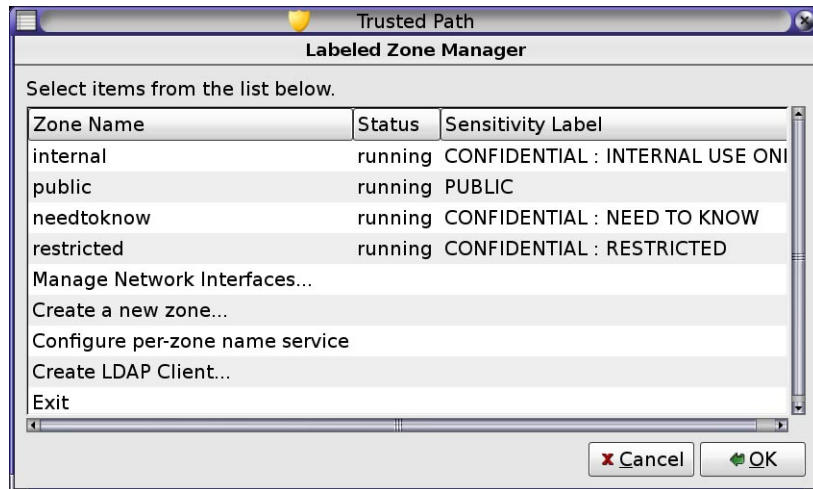 Trusted Path
Labeled Zone Manager
Select items from the list below.
Zone Name Status Sensitivity Label
internal running CONFIDENTIAL : INTERNAL USE
public running PUBLIC
needtoknow running CONFIDENTIAL : NEED TO KNOW
restricted running CONFIDENTIAL : RESTRICTED
Manage Network Interfaces...
Create a new zone...
Configure per-zone name service
Create LDAP Client...
Exit
Cancel OK